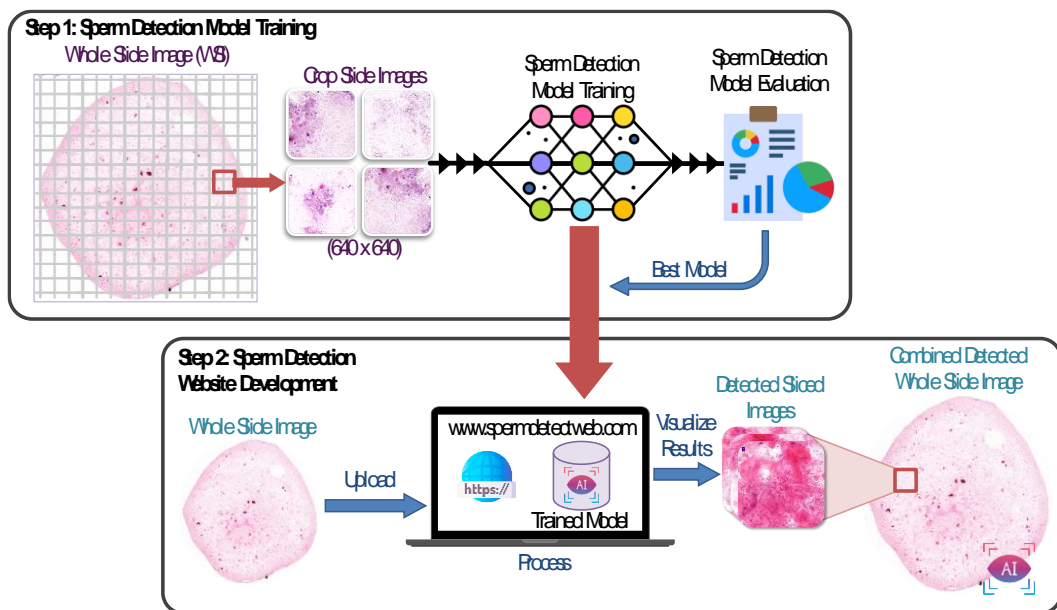 Step 1: Sperm Detection Model Training
Whole Slide Image (WSI)
Crop Slide Images
(640 x 640)
Sperm Detection
Model Training
Sperm Detection
Model Evaluation
Best Model
Step 2: Sperm Detection
Website Development
Whole Slide Image
Upload
www.spermdetectweb.com
https://
AI
Trained Model
Process
Visualize
Results
Detected Sliced
Images
Combined Detected
Whole Slide Image
AI